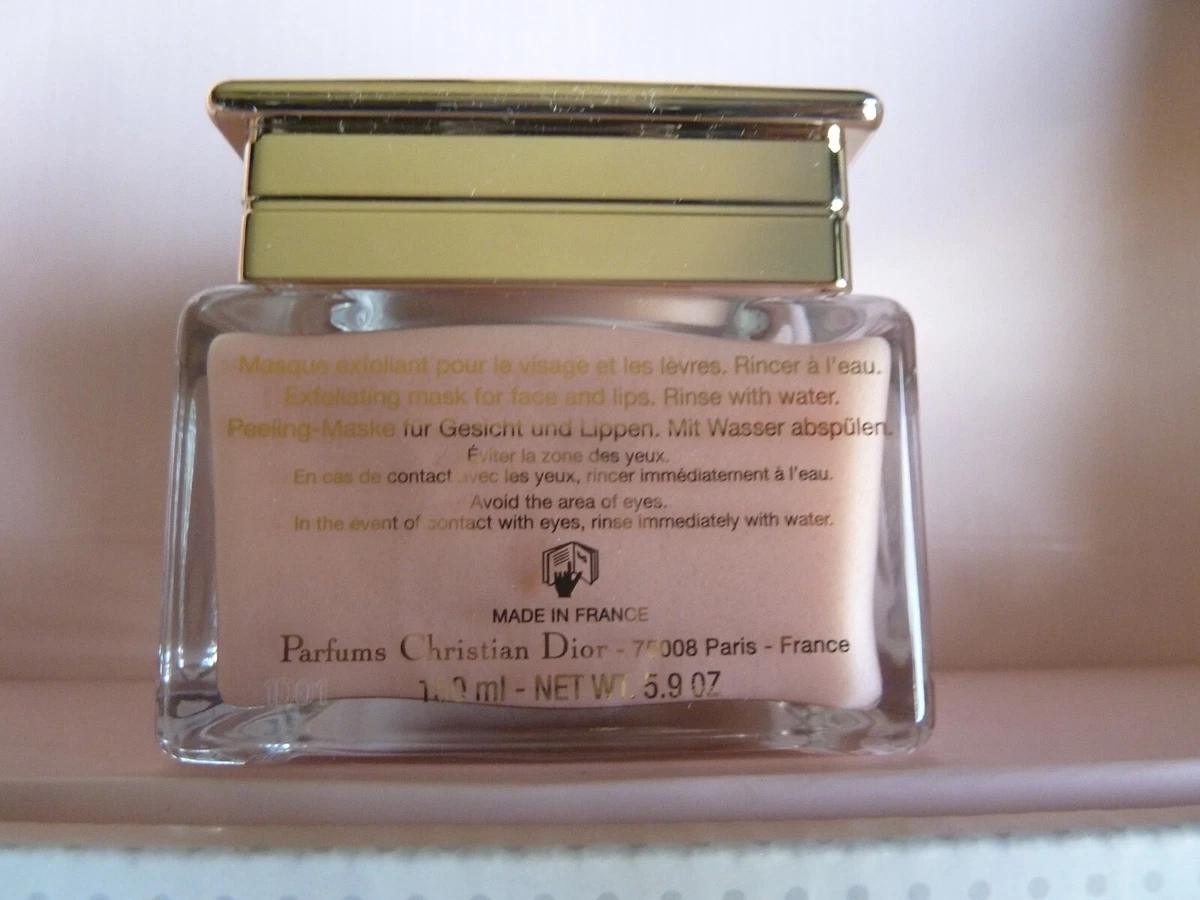 Masque exfoliant pour le visage et les lèvres. Rincer à l'eau.
Exfoliating mask for face and lips. Rinse with water.
Peeling-Maske für Gesicht und Lippen. Mit Wasser abspülen.
Éviter la zone des yeux.
En cas de contact avec les yeux, rincer immédiatement à l'eau.
Avoid the area of eyes.
In the event of contact with eyes, rinse immediately with water.
MADE IN FRANCE
Parfums Christian Dior - 75008 Paris - France
ml - NET WT. 5.9 OZ
1D01